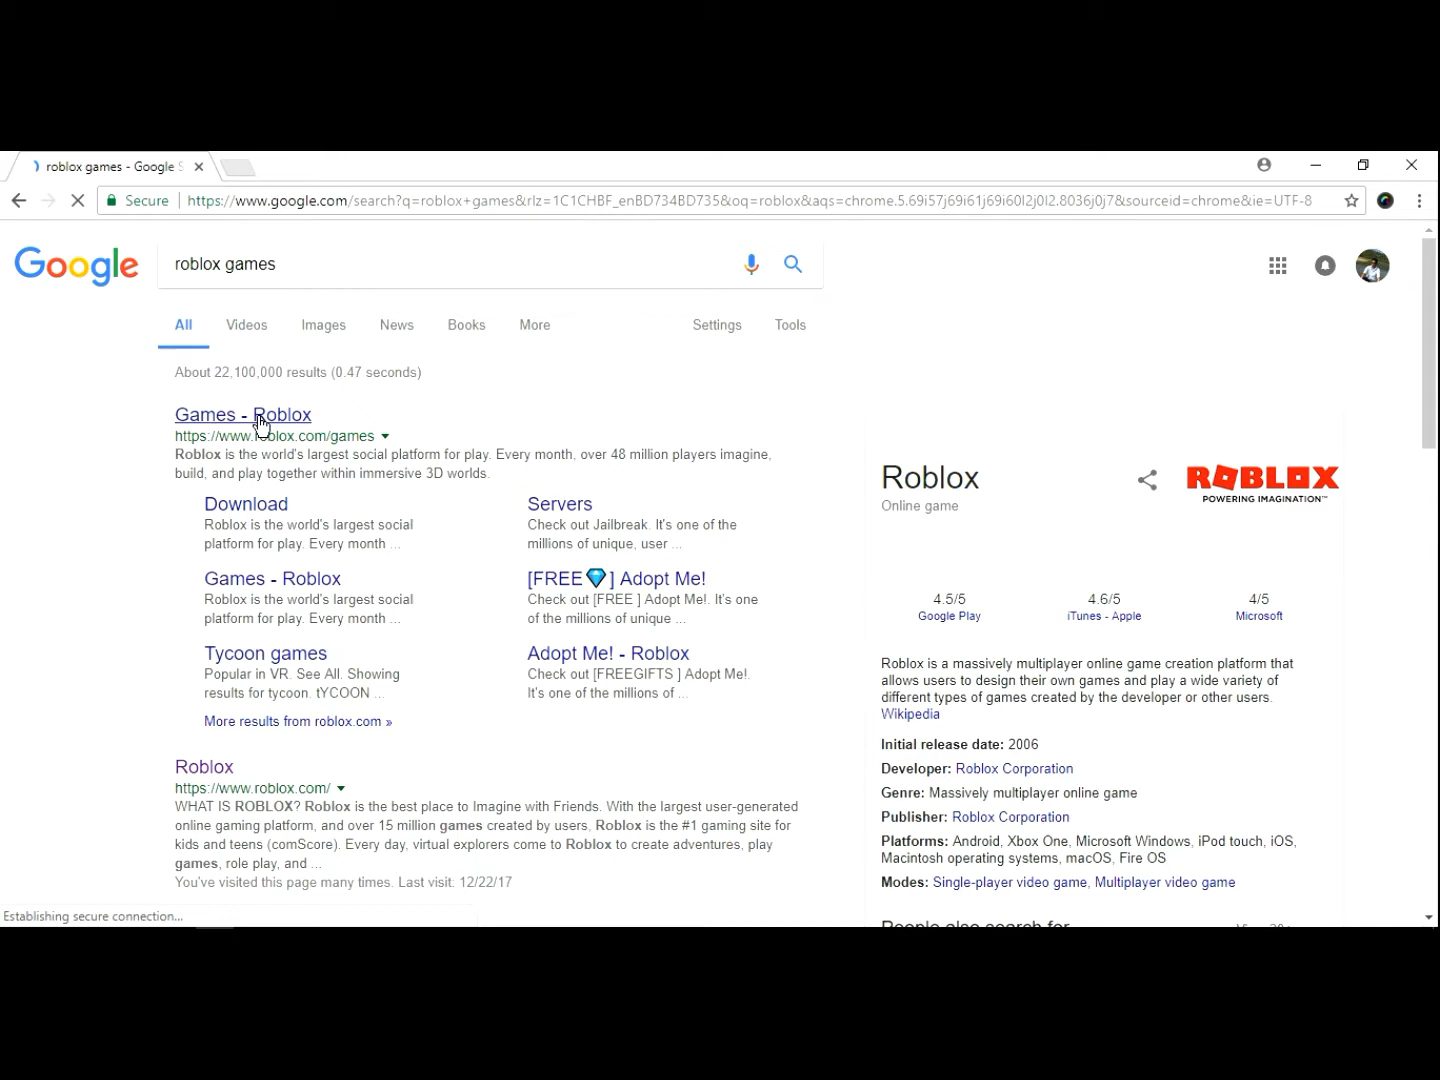 roblox games - Google S
Secure
https://www.google.com/search?q=roblox+games&rlz=1C1CHBF_enBD734BD735&oq=roblox&aqs=chrome.5.69i57j69i61j69i60l2j0l2.8036j0j7&sourceid=chrome&ie=UTF-8
Google
roblox games
All Videos Images News Books More Settings Tools
About 22,100,000 results (0.47 seconds)
Games - Roblox
https://www.roblox.com/games
Roblox is the world's largest social platform for play. Every month, over 48 million players imagine,
build, and play together within immersive 3D worlds.
Download
Roblox is the world's largest social
platform for play. Every month ...
Servers
Check out Jailbreak. It's one of the
millions of unique, user ...
Games - Roblox
Roblox is the world's largest social
platform for play. Every month ...
[FREE💎] Adopt Me!
Check out [FREE ] Adopt Me!. It's one
of the millions of unique ...
Tycoon games
Popular in VR. See All. Showing
results for tycoon. tYCOON ...
Adopt Me! - Roblox
Check out [FREEGIFTS ] Adopt Me!.
It's one of the millions of ...
More results from roblox.com »
Roblox
https://www.roblox.com/
WHAT IS ROBLOX? Roblox is the best place to Imagine with Friends. With the largest user-generated
online gaming platform, and over 15 million games created by users, Roblox is the #1 gaming site for
kids and teens (comScore). Every day, virtual explorers come to Roblox to create adventures, play
games, role play, and ...
You've visited this page many times. Last visit: 12/22/17
Establishing secure connection...
Roblox
Online game
ROBLOX
POWERING IMAGINATION™
4.5/5 4.6/5 4/5
Google Play iTunes - Apple Microsoft
Roblox is a massively multiplayer online game creation platform that
allows users to design their own games and play a wide variety of
different types of games created by the developer or other users.
Wikipedia
Initial release date: 2006
Developer: Roblox Corporation
Genre: Massively multiplayer online game
Publisher: Roblox Corporation
Platforms: Android, Xbox One, Microsoft Windows, iPod touch, iOS,
Macintosh operating systems, macOS, Fire OS
Modes: Single-player video game, Multiplayer video game
People also search for